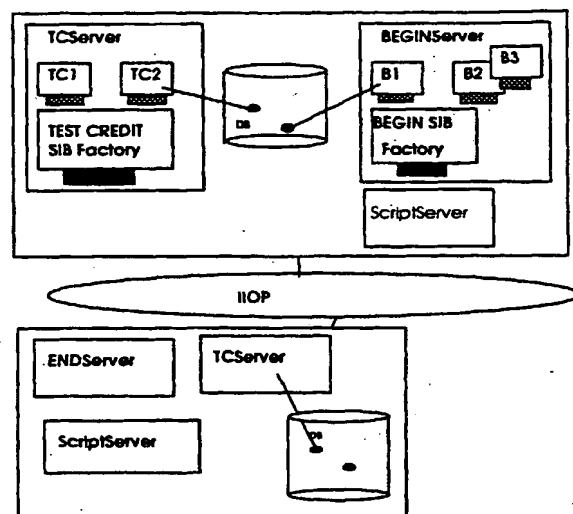 TCServer
BEGINServer
TC1
TC2
B1
B2
B3
DB
TEST CREDIT
SIB Factory
BEGIN SIB
Factory
ScriptServer
IIOP
ENDServer
TCServer
ScriptServer
DB